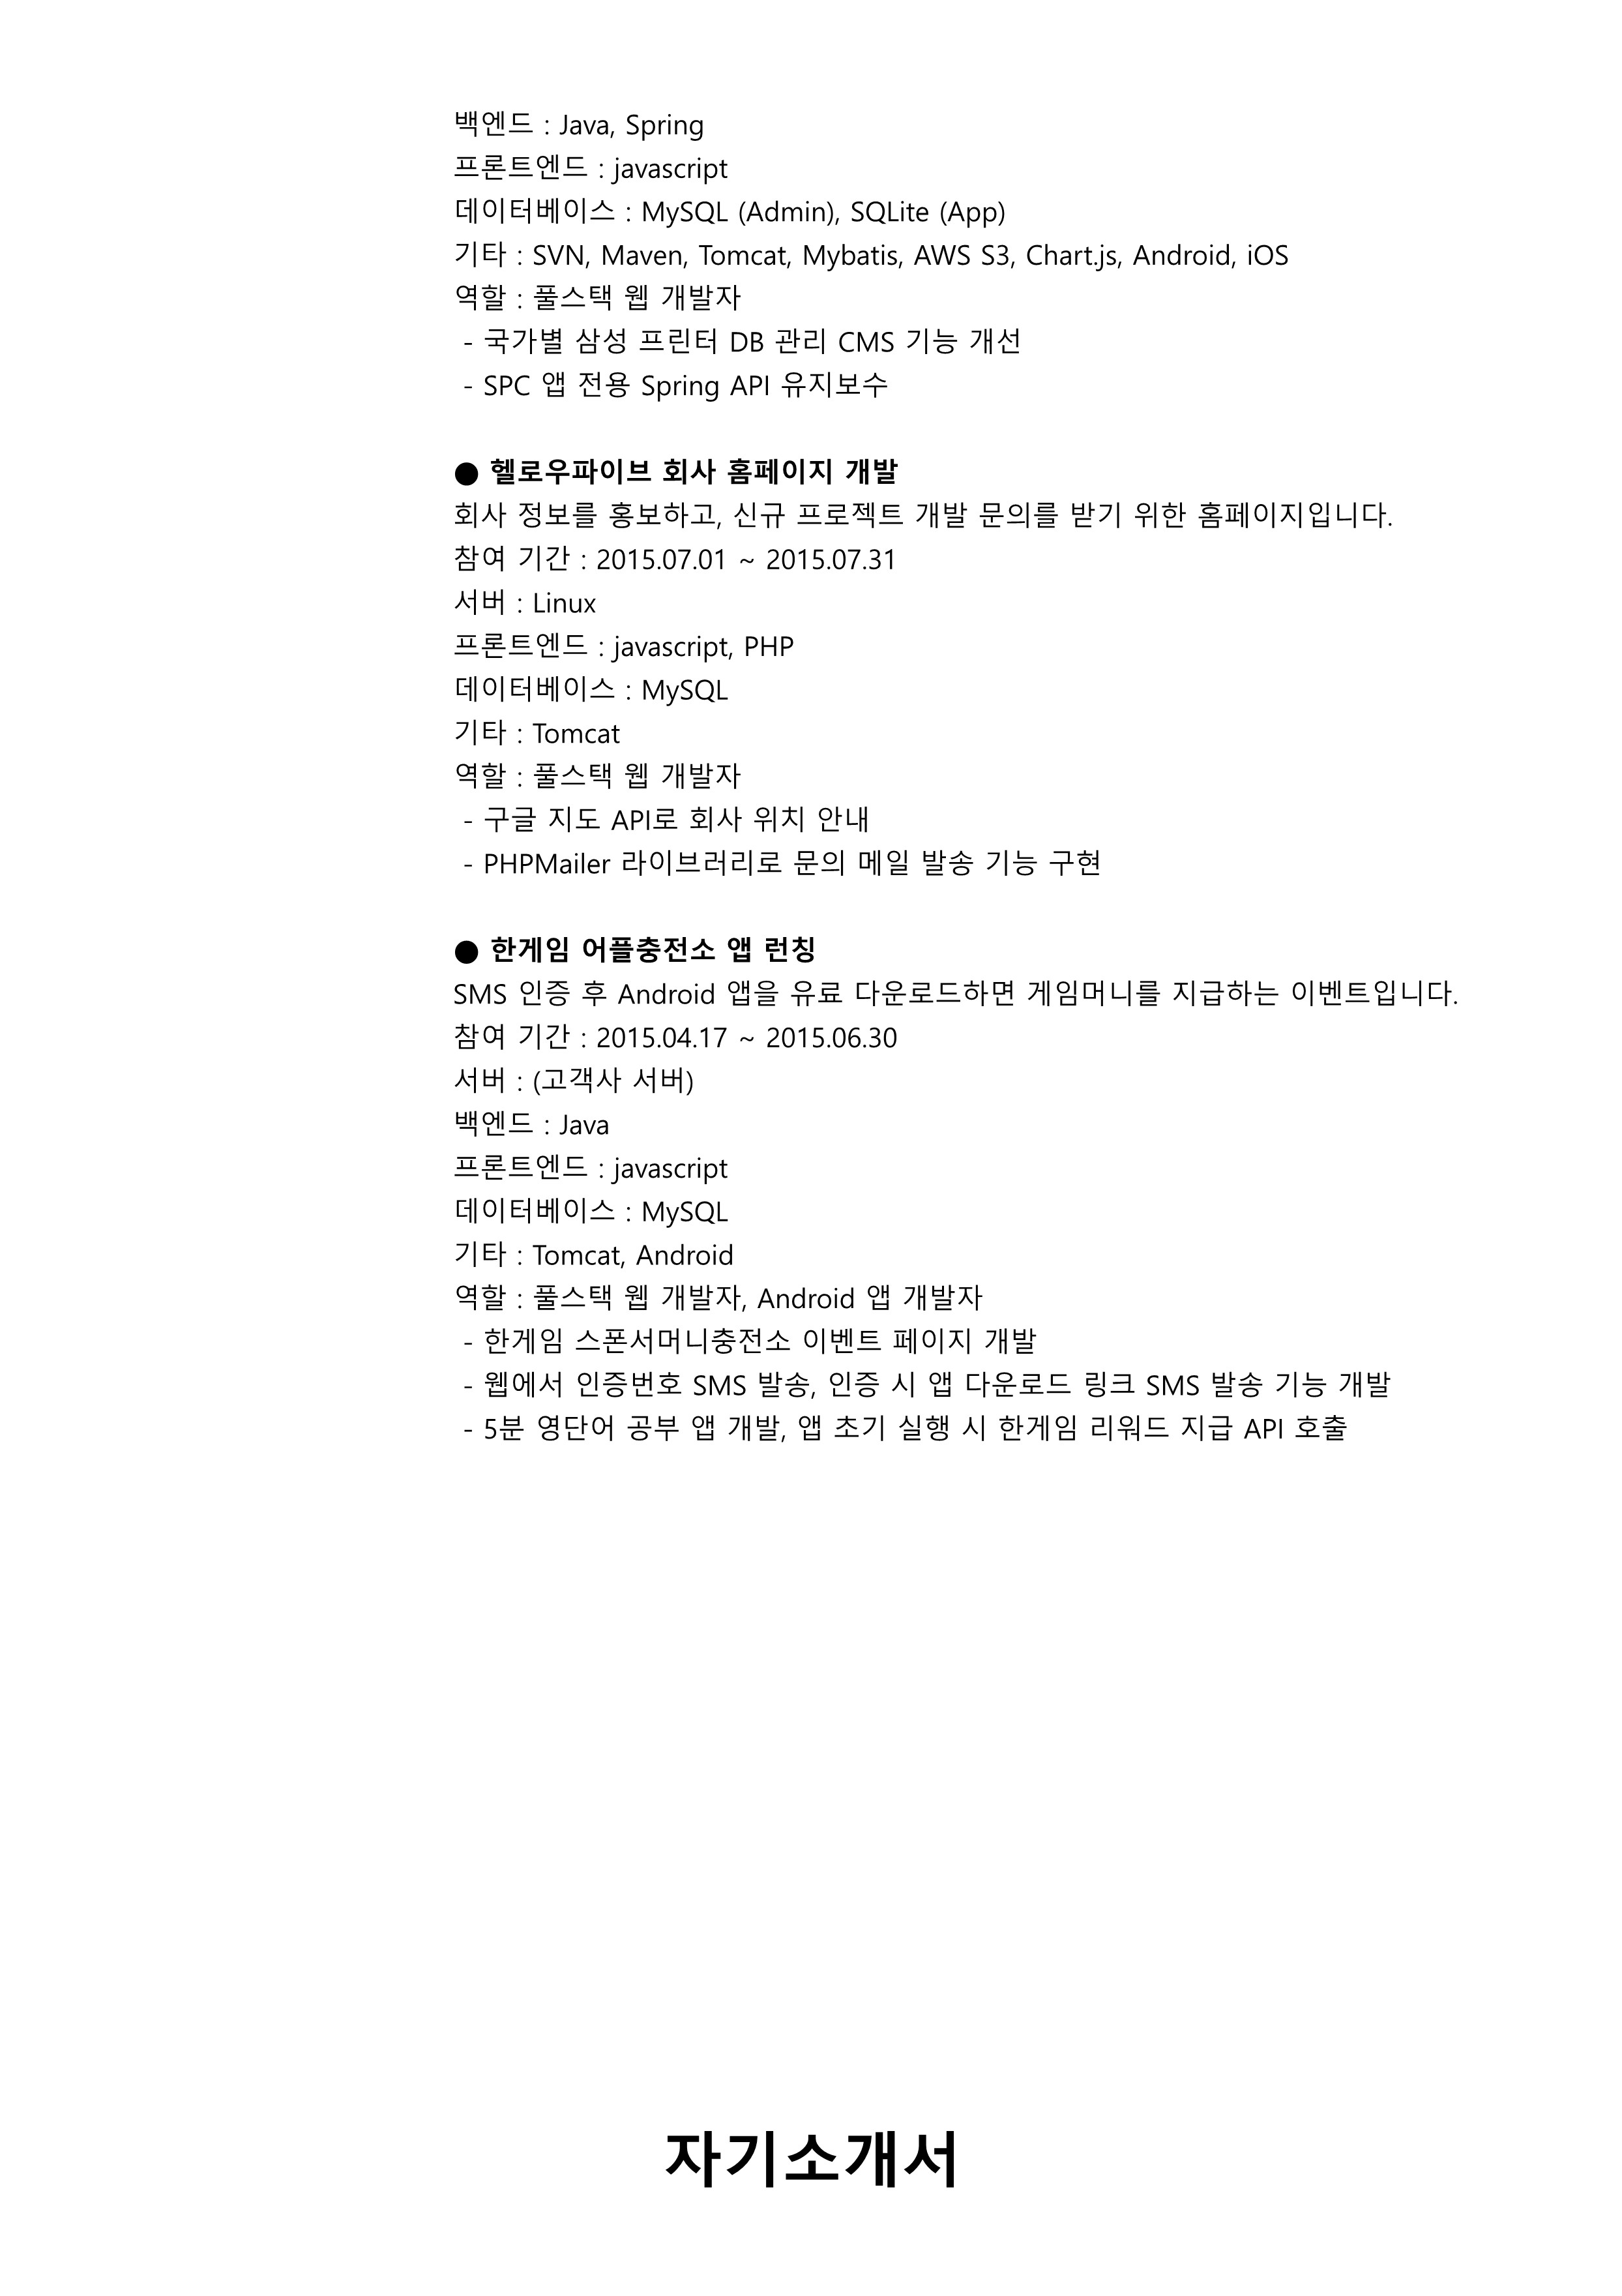 백엔드 : Java, Spring
프론트엔드 : javascript
데이터베이스 : MySQL (Admin), SQLite (App)
기타 : SVN, Maven, Tomcat, Mybatis, AWS S3, Chart.js, Android, iOS
역할 : 풀스택 웹 개발자
- 국가별 삼성 프린터 DB 관리 CMS 기능 개선
- SPC 앱 전용 Spring API 유지보수
● 헬로우파이브 회사 홈페이지 개발
회사 정보를 홍보하고, 신규 프로젝트 개발 문의를 받기 위한 홈페이지입니다.
참여 기간 : 2015.07.01 ~ 2015.07.31
서버 : Linux
프론트엔드 : javascript, PHP
데이터베이스 : MySQL
기타 : Tomcat
역할 : 풀스택 웹 개발자
- 구글 지도 API로 회사 위치 안내
- PHPMailer 라이브러리로 문의 메일 발송 기능 구현
● 한게임 어플충전소 앱 런칭
SMS 인증 후 Android 앱을 유료 다운로드하면 게임머니를 지급하는 이벤트입니다.
참여 기간 : 2015.04.17 ~ 2015.06.30
서버 : (고객사 서버)
백엔드 : Java
프론트엔드 : javascript
데이터베이스 : MySQL
기타 : Tomcat, Android
역할 : 풀스택 웹 개발자, Android 앱 개발자
- 한게임 스폰서머니충전소 이벤트 페이지 개발
- 웹에서 인증번호 SMS 발송, 인증 시 앱 다운로드 링크 SMS 발송 기능 개발
- 5분 영단어 공부 앱 개발, 앱 초기 실행 시 한게임 리워드 지급 API 호출
자기소개서